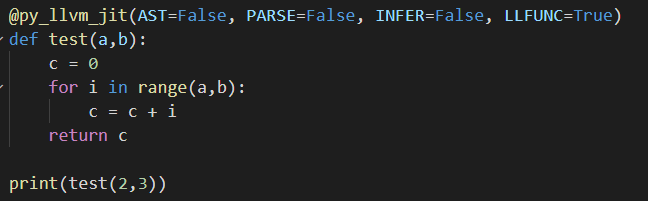 @py_llvm_jit(AST=False, PARSE=False, INFER=False, LLFUNC=True)
def test(a,b):
    c = 0
    for i in range(a,b):
        c = c + i
    return c

print(test(2,3))